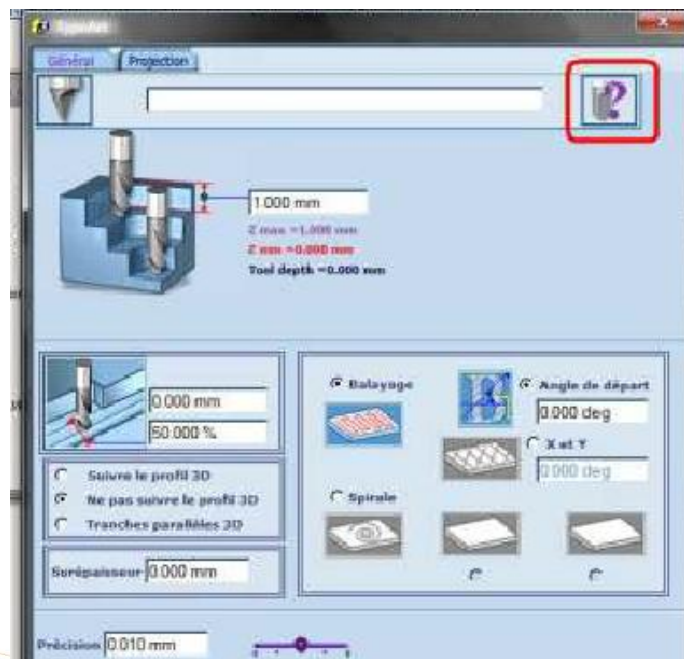 Général
Projection
1.000 mm
Z max =1.000 mm
Z min =0.000 mm
Tool depth =0.000 mm
0.000 mm
50.000 %
Suivre le profil 3D
Ne pas suivre le profil 3D
Tranches parallèles 3D
Surépaisseur 0.000 mm
Balayage
Angle de départ
0.000 deg
X et Y
0.000 deg
Spirale
Précision 0.010 mm